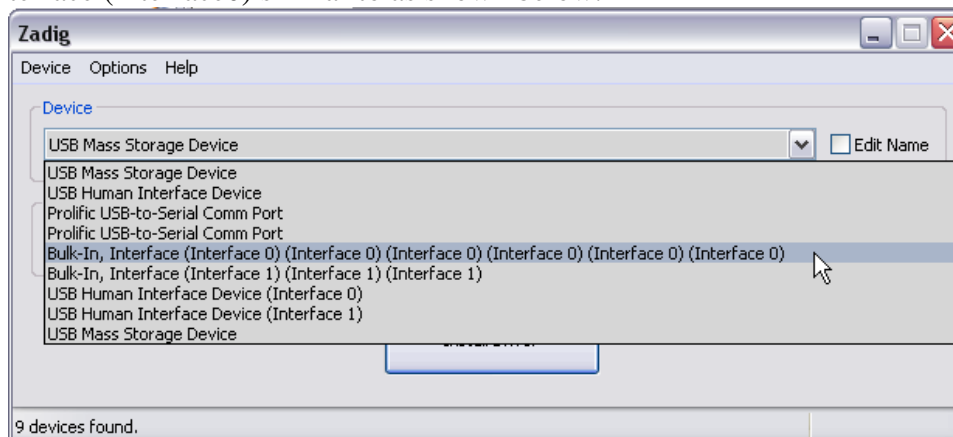 Zadig
Device Options Help
Device
USB Mass Storage Device
Edit Name
USB Mass Storage Device
USB Human Interface Device
Prolific USB-to-Serial Comm Port
Prolific USB-to-Serial Comm Port
Bulk-In, Interface (Interface 0) (Interface 0) (Interface 0) (Interface 0) (Interface 0) (Interface 0)
Bulk-In, Interface (Interface 1) (Interface 1) (Interface 1)
USB Human Interface Device (Interface 0)
USB Human Interface Device (Interface 1)
USB Mass Storage Device
9 devices found.